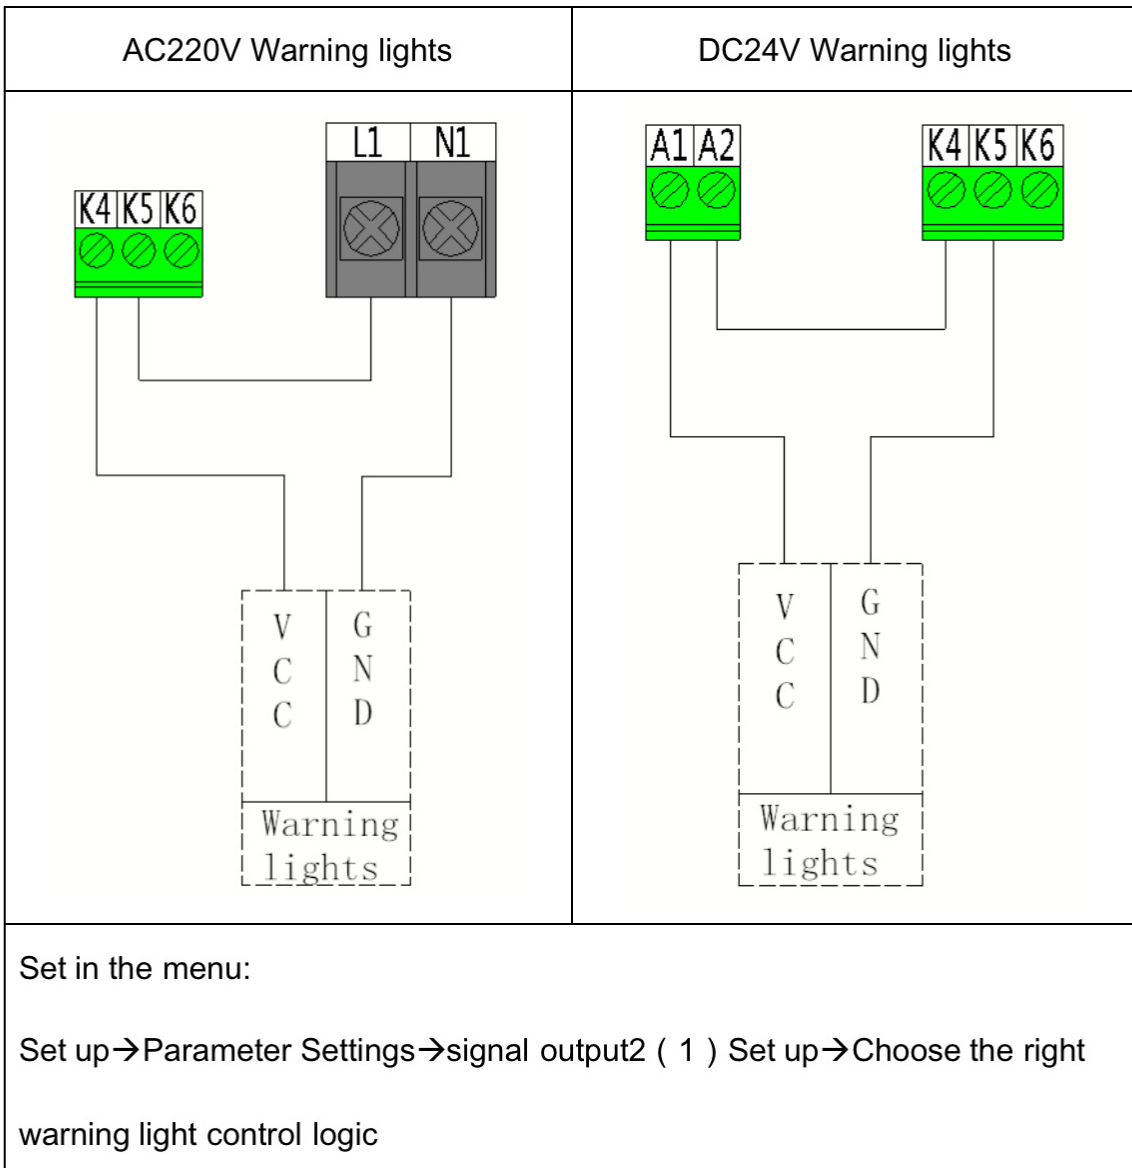 AC220V Warning lights
DC24V Warning lights
L1 N1
K4 K5 K6
V
C
C
G
N
D
Warning
lights
A1 A2
K4 K5 K6
V
C
C
G
N
D
Warning
lights
Set in the menu:
Set up→Parameter Settings→signal output2 ( 1 ) Set up→Choose the right
warning light control logic